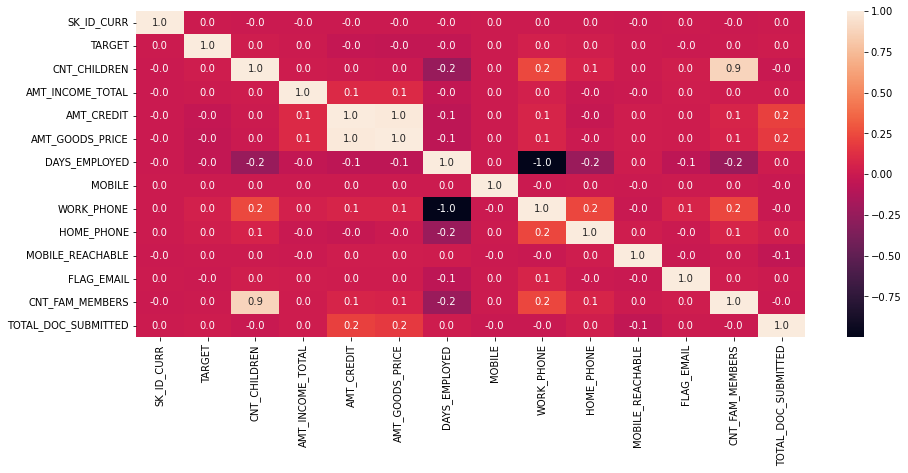 SK_ID_CURR 1.0 0.0 -0.0 -0.0 -0.0 -0.0 -0.0 0.0 0.0 0.0 0.0 0.0 -0.0 0.0
TARGET 0.0 1.0 0.0 0.0 -0.0 -0.0 -0.0 0.0 0.0 0.0 0.0 -0.0 0.0 0.0
CNT_CHILDREN -0.0 0.0 1.0 0.0 0.0 0.0 -0.2 0.0 0.2 0.1 0.0 0.0 0.9 -0.0
AMT_INCOME_TOTAL -0.0 0.0 0.0 1.0 0.1 0.1 -0.0 0.0 0.0 -0.0 -0.0 0.0 0.0 0.0
AMT_CREDIT -0.0 -0.0 0.0 0.1 1.0 1.0 -0.1 0.0 0.1 -0.0 0.0 0.0 0.1 0.2
AMT_GOODS_PRICE -0.0 -0.0 0.0 0.1 1.0 1.0 -0.1 0.0 0.1 -0.0 0.0 0.0 0.1 0.2
DAYS_EMPLOYED -0.0 -0.0 -0.2 -0.0 -0.1 -0.1 1.0 0.0 -1.0 -0.2 0.0 -0.1 -0.2 0.0
MOBILE 0.0 0.0 0.0 0.0 0.0 0.0 0.0 1.0 -0.0 0.0 0.0 0.0 0.0 -0.0
WORK_PHONE 0.0 0.0 0.2 0.0 0.1 0.1 -1.0 -0.0 1.0 0.2 -0.0 0.1 0.2 -0.0
HOME_PHONE 0.0 0.0 0.1 -0.0 -0.0 -0.0 -0.2 0.0 0.2 1.0 0.0 -0.0 0.1 -0.0
MOBILE_REACHABLE 0.0 0.0 0.0 -0.0 0.0 0.0 0.0 0.0 -0.0 0.0 1.0 -0.0 0.0 -0.1
FLAG_EMAIL 0.0 -0.0 0.0 0.0 0.0 0.0 -0.1 0.0 0.1 -0.0 -0.0 1.0 0.0 0.0
CNT_FAM_MEMBERS -0.0 0.0 0.9 0.0 0.1 0.1 -0.2 0.0 0.2 0.1 0.0 0.0 1.0 -0.0
TOTAL_DOC_SUBMITTED 0.0 0.0 -0.0 0.0 0.2 0.2 0.0 -0.0 -0.0 -0.0 -0.1 0.0 -0.0 1.0
SK_ID_CURR
TARGET
CNT_CHILDREN
AMT_INCOME_TOTAL
AMT_CREDIT
AMT_GOODS_PRICE
DAYS_EMPLOYED
MOBILE
WORK_PHONE
HOME_PHONE
MOBILE_REACHABLE
FLAG_EMAIL
CNT_FAM_MEMBERS
TOTAL_DOC_SUBMITTED
1.00
0.75
0.50
0.25
0.00
−0.25
−0.50
−0.75